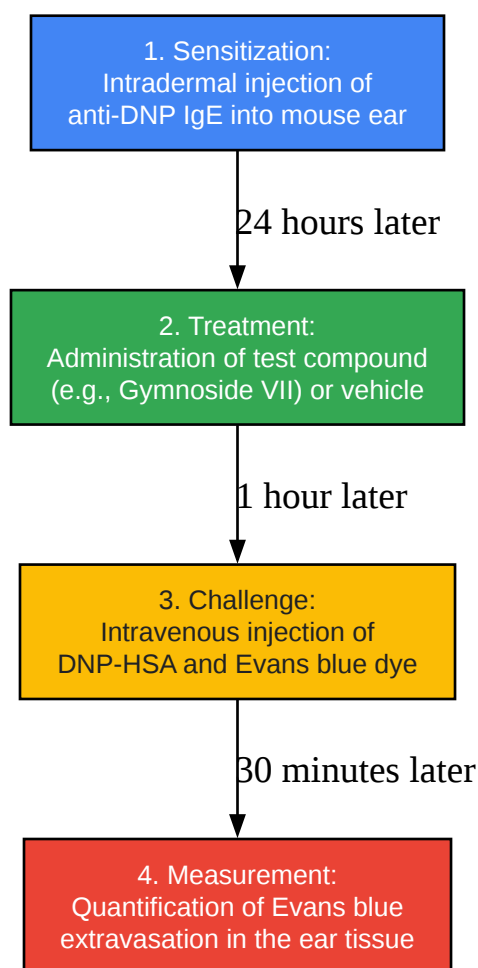 1. Sensitization:
Intradermal injection of
anti-DNP IgE into mouse ear
24 hours later
2. Treatment:
Administration of test compound
(e.g., Gymnoside VII) or vehicle
1 hour later
3. Challenge:
Intravenous injection of
DNP-HSA and Evans blue dye
30 minutes later
4. Measurement:
Quantification of Evans blue
extravasation in the ear tissue